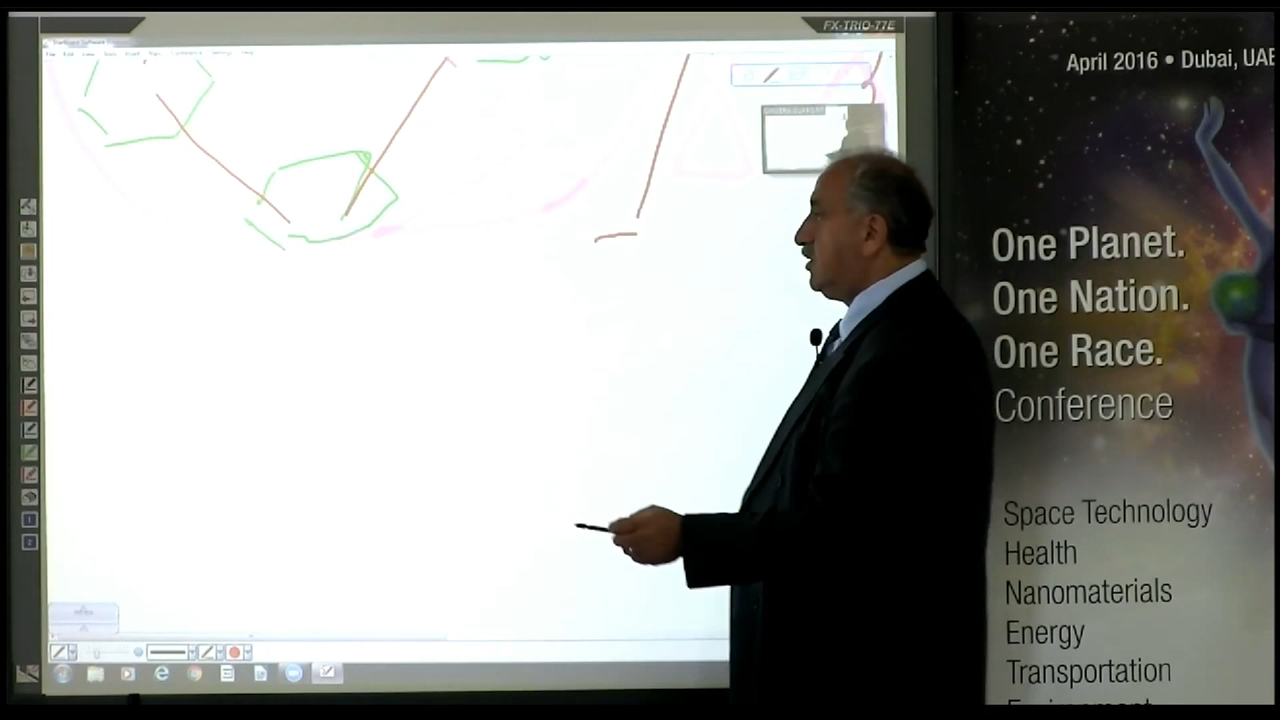 FX-TRIO-77E
April 2016 • Dubai, UAE
One Planet.
One Nation.
One Race.
Conference
Space Technology
Health
Nanomaterials
Energy
Transportation
Environment